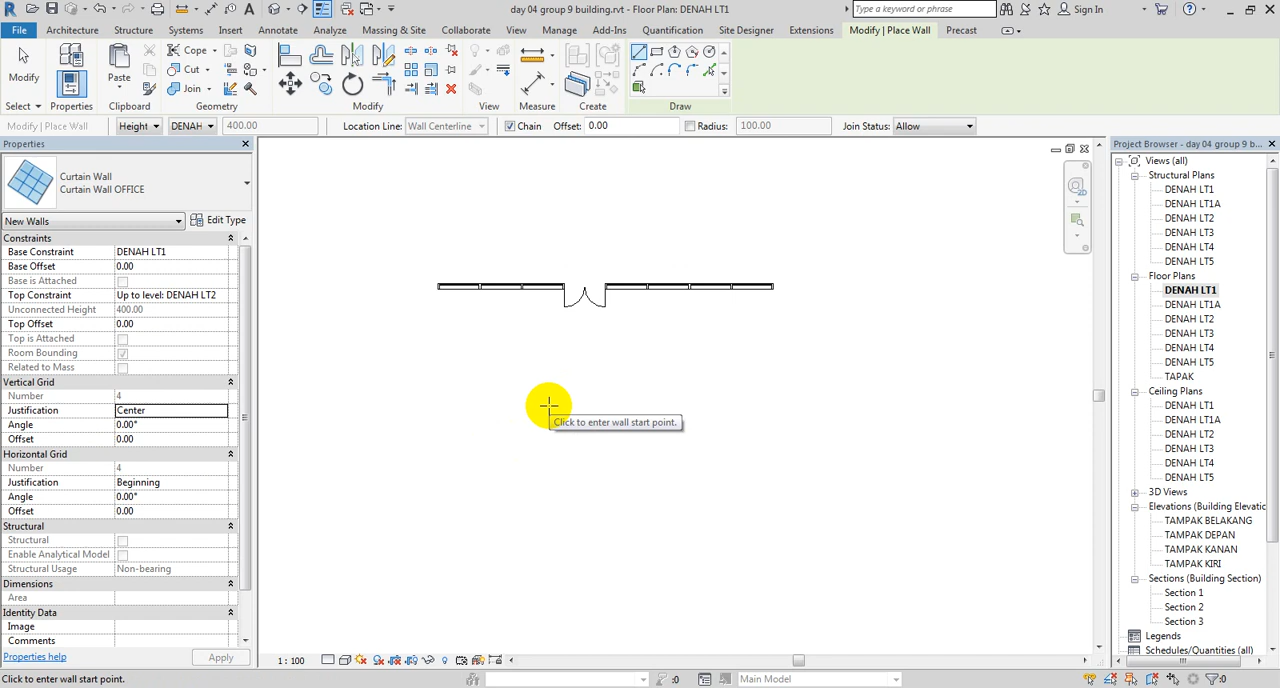 day 04 group 9 building.rvt - Floor Plan: DENAH LT1
Type a keyword or phrase
Sign In
File Architecture Structure Systems Insert Annotate Analyze Massing & Site Collaborate View Manage Add-Ins Quantification Site Designer Extensions Modify | Place Wall Precast
Modify
Paste
Cope
Cut
Join
Select Properties Clipboard Geometry Modify View Measure Create Draw
Modify | Place Wall Height DENAH 400.00 Location Line: Wall Centerline Chain Offset: 0.00 Radius: 100.00 Join Status: Allow
Properties
Curtain Wall
Curtain Wall OFFICE
New Walls Edit Type
Constraints
Base Constraint DENAH LT1
Base Offset 0.00
Base is Attached
Top Constraint Up to level: DENAH LT2
Unconnected Height 400.00
Top Offset 0.00
Top is Attached
Room Bounding
Related to Mass
Vertical Grid
Number 4
Justification Center
Angle 0.00°
Offset 0.00
Horizontal Grid
Number 4
Justification Beginning
Angle 0.00°
Offset 0.00
Structural
Structural
Enable Analytical Model
Structural Usage Non-bearing
Dimensions
Area
Identity Data
Image
Comments
Properties help Apply
Click to enter wall start point.
2D
1 : 100
Project Browser - day 04 group 9 b...
Views (all)
Structural Plans
DENAH LT1
DENAH LT1A
DENAH LT2
DENAH LT3
DENAH LT4
DENAH LT5
Floor Plans
DENAH LT1
DENAH LT1A
DENAH LT2
DENAH LT3
DENAH LT4
DENAH LT5
TAPAK
Ceiling Plans
DENAH LT1
DENAH LT1A
DENAH LT2
DENAH LT3
DENAH LT4
DENAH LT5
3D Views
Elevations (Building Elevatic
TAMPAK BELAKANG
TAMPAK DEPAN
TAMPAK KANAN
TAMPAK KIRI
Sections (Building Section)
Section 1
Section 2
Section 3
Legends
Schedules/Quantities (all)
Click to enter wall start point. :0 Main Model :0